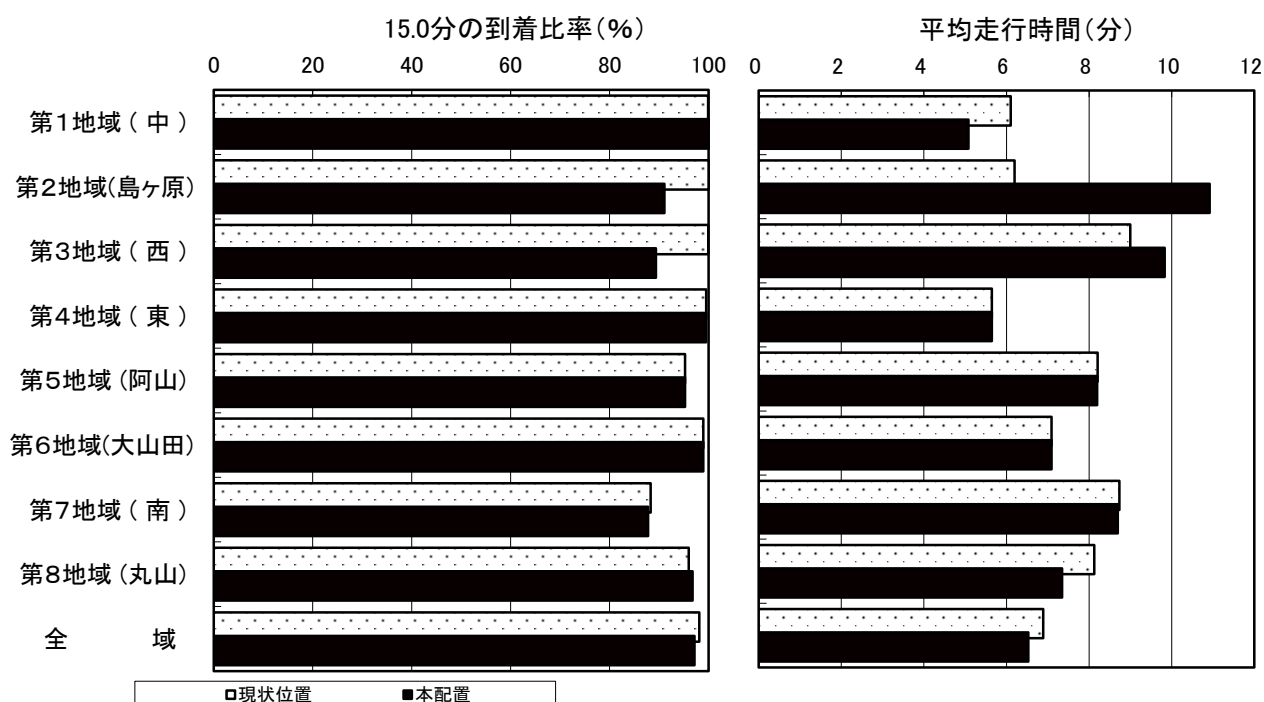 15.0分の到着比率(%)
平均走行時間(分)
0 20 40 60 80 100
0 2 4 6 8 10 12
第1地域(中)
第2地域(島ヶ原)
第3地域(西)
第4地域(東)
第5地域(阿山)
第6地域(大山田)
第7地域(南)
第8地域(丸山)
全 域
□現状位置 ■本配置